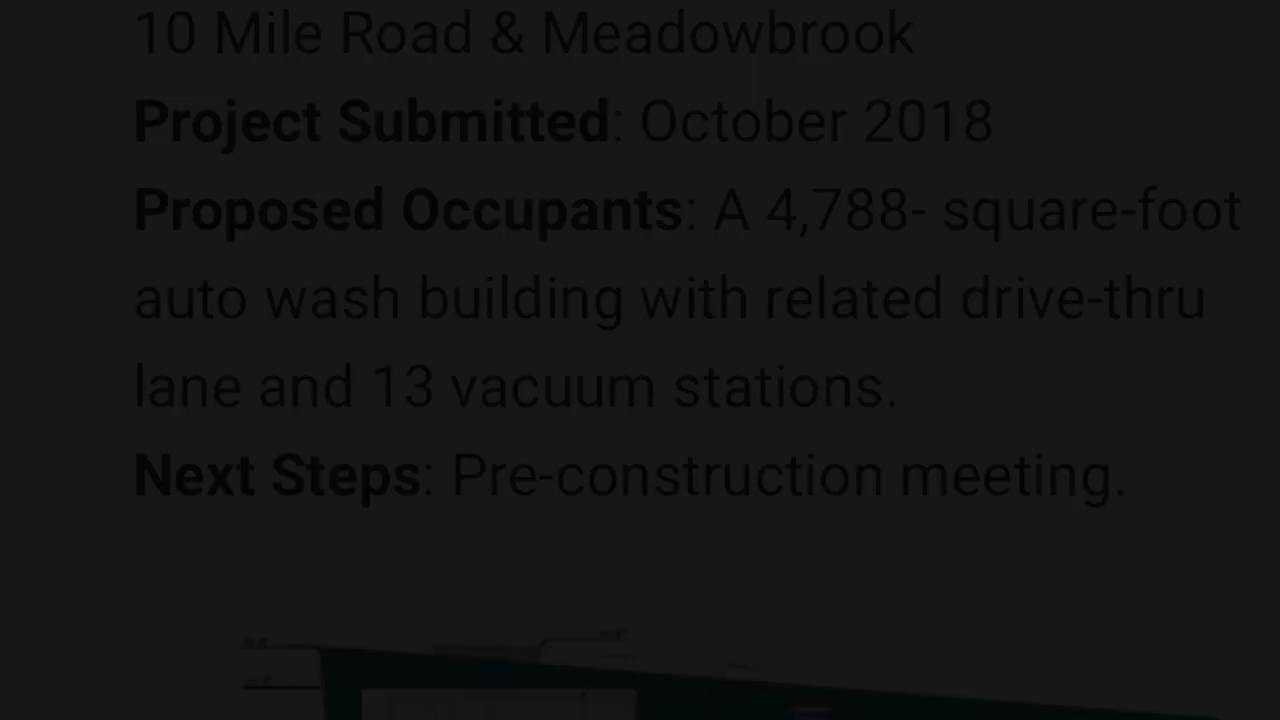 10 Mile Road & Meadowbrook
Project Submitted: October 2018
Proposed Occupants: A 4,788- square-foot
auto wash building with related drive-thru
lane and 13 vacuum stations.
Next Steps: Pre-construction meeting.